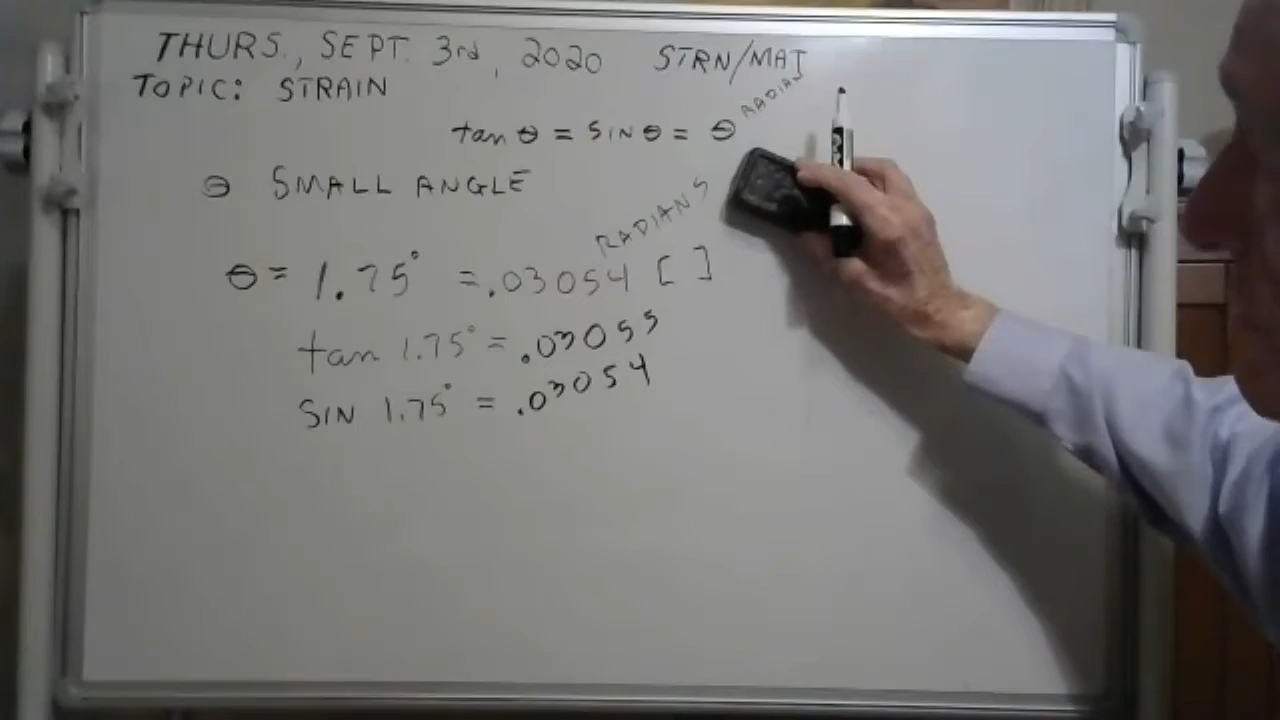 THURS., SEPT. 3rd, 2020 STRN/MAT
TOPIC: STRAIN
tan θ = SIN θ = θ RADIAN
θ SMALL ANGLE
RADIANS
θ = 1.75° = .03054 [ ]
tan 1.75° = .03055
SIN 1.75° = .03054